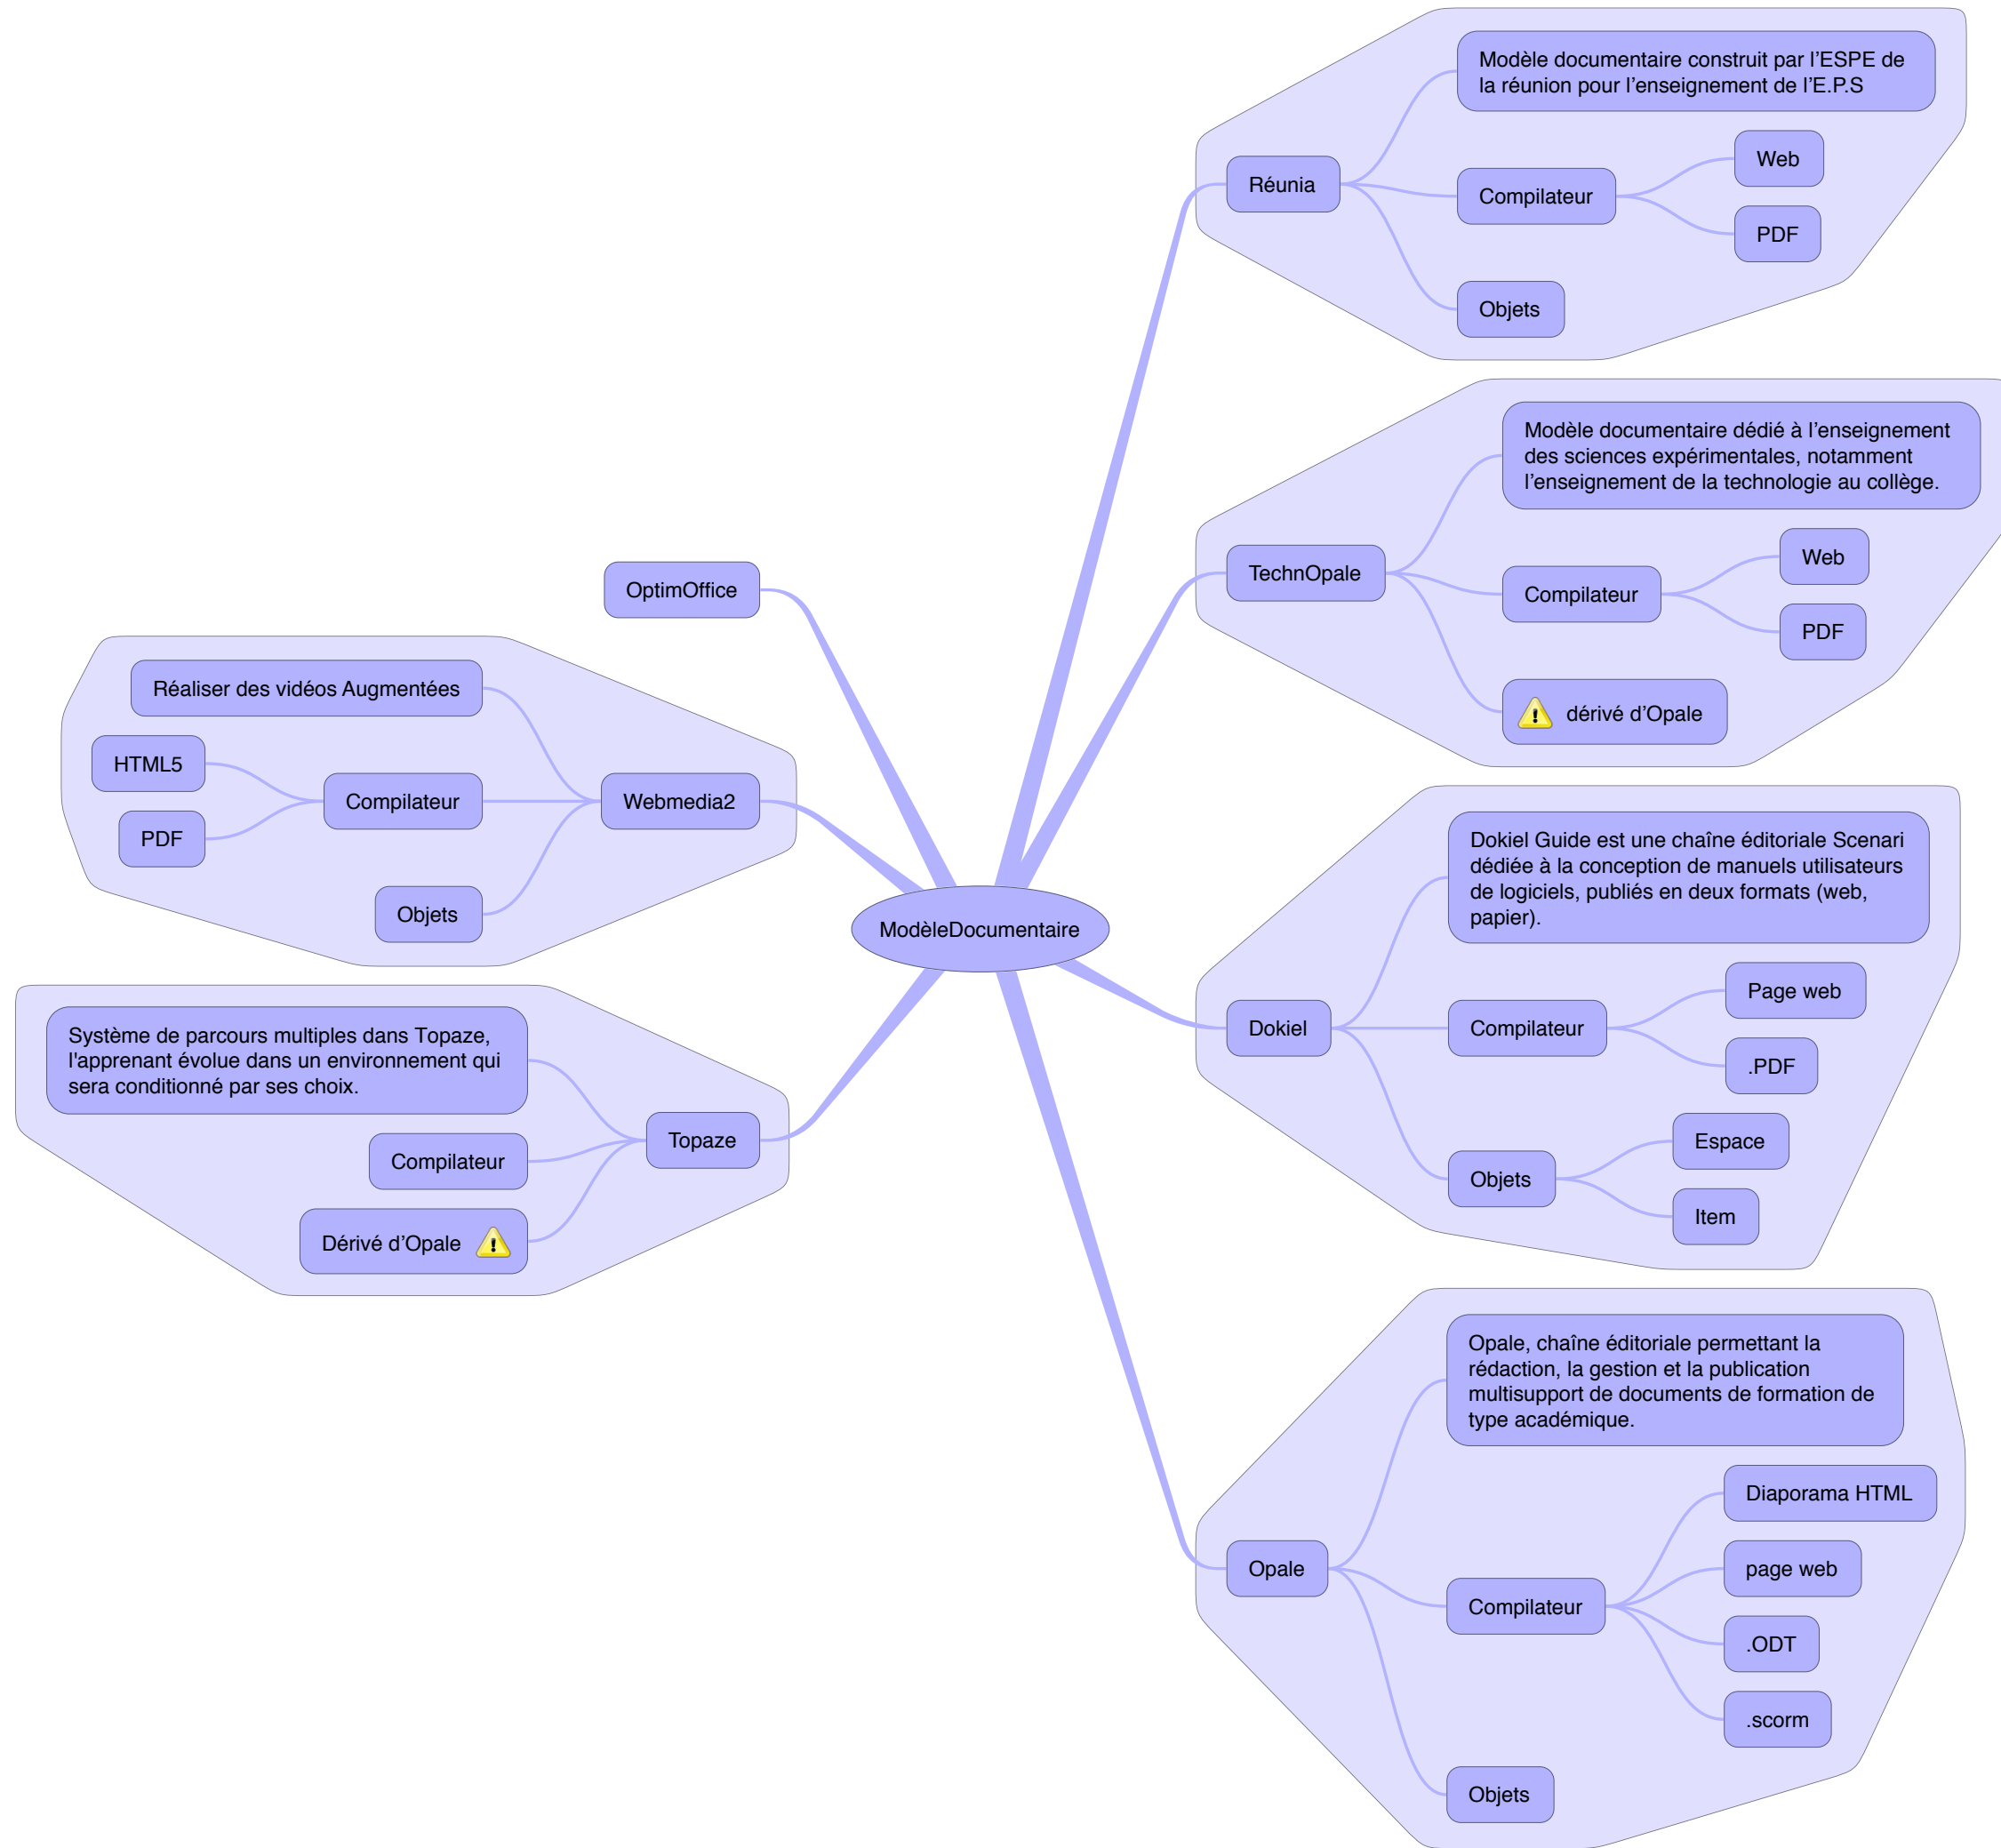 ModèleDocumentaire
Réunia
Modèle documentaire construit par l’ESPE de
la réunion pour l’enseignement de l’E.P.S
Compilateur
Web
PDF
Objets
TechnOpale
Modèle documentaire dédié à l’enseignement
des sciences expérimentales, notamment
l’enseignement de la technologie au collège.
Compilateur
Web
PDF
dérivé d’Opale
Dokiel
Dokiel Guide est une chaîne éditoriale Scenari
dédiée à la conception de manuels utilisateurs
de logiciels, publiés en deux formats (web,
papier).
Compilateur
Page web
.PDF
Objets
Espace
Item
Opale
Opale, chaîne éditoriale permettant la
rédaction, la gestion et la publication
multisupport de documents de formation de
type académique.
Compilateur
Diaporama HTML
page web
.ODT
.scorm
Objets
OptimOffice
Webmedia2
Réaliser des vidéos Augmentées
Compilateur
HTML5
PDF
Objets
Topaze
Système de parcours multiples dans Topaze,
l'apprenant évolue dans un environnement qui
sera conditionné par ses choix.
Compilateur
Dérivé d’Opale